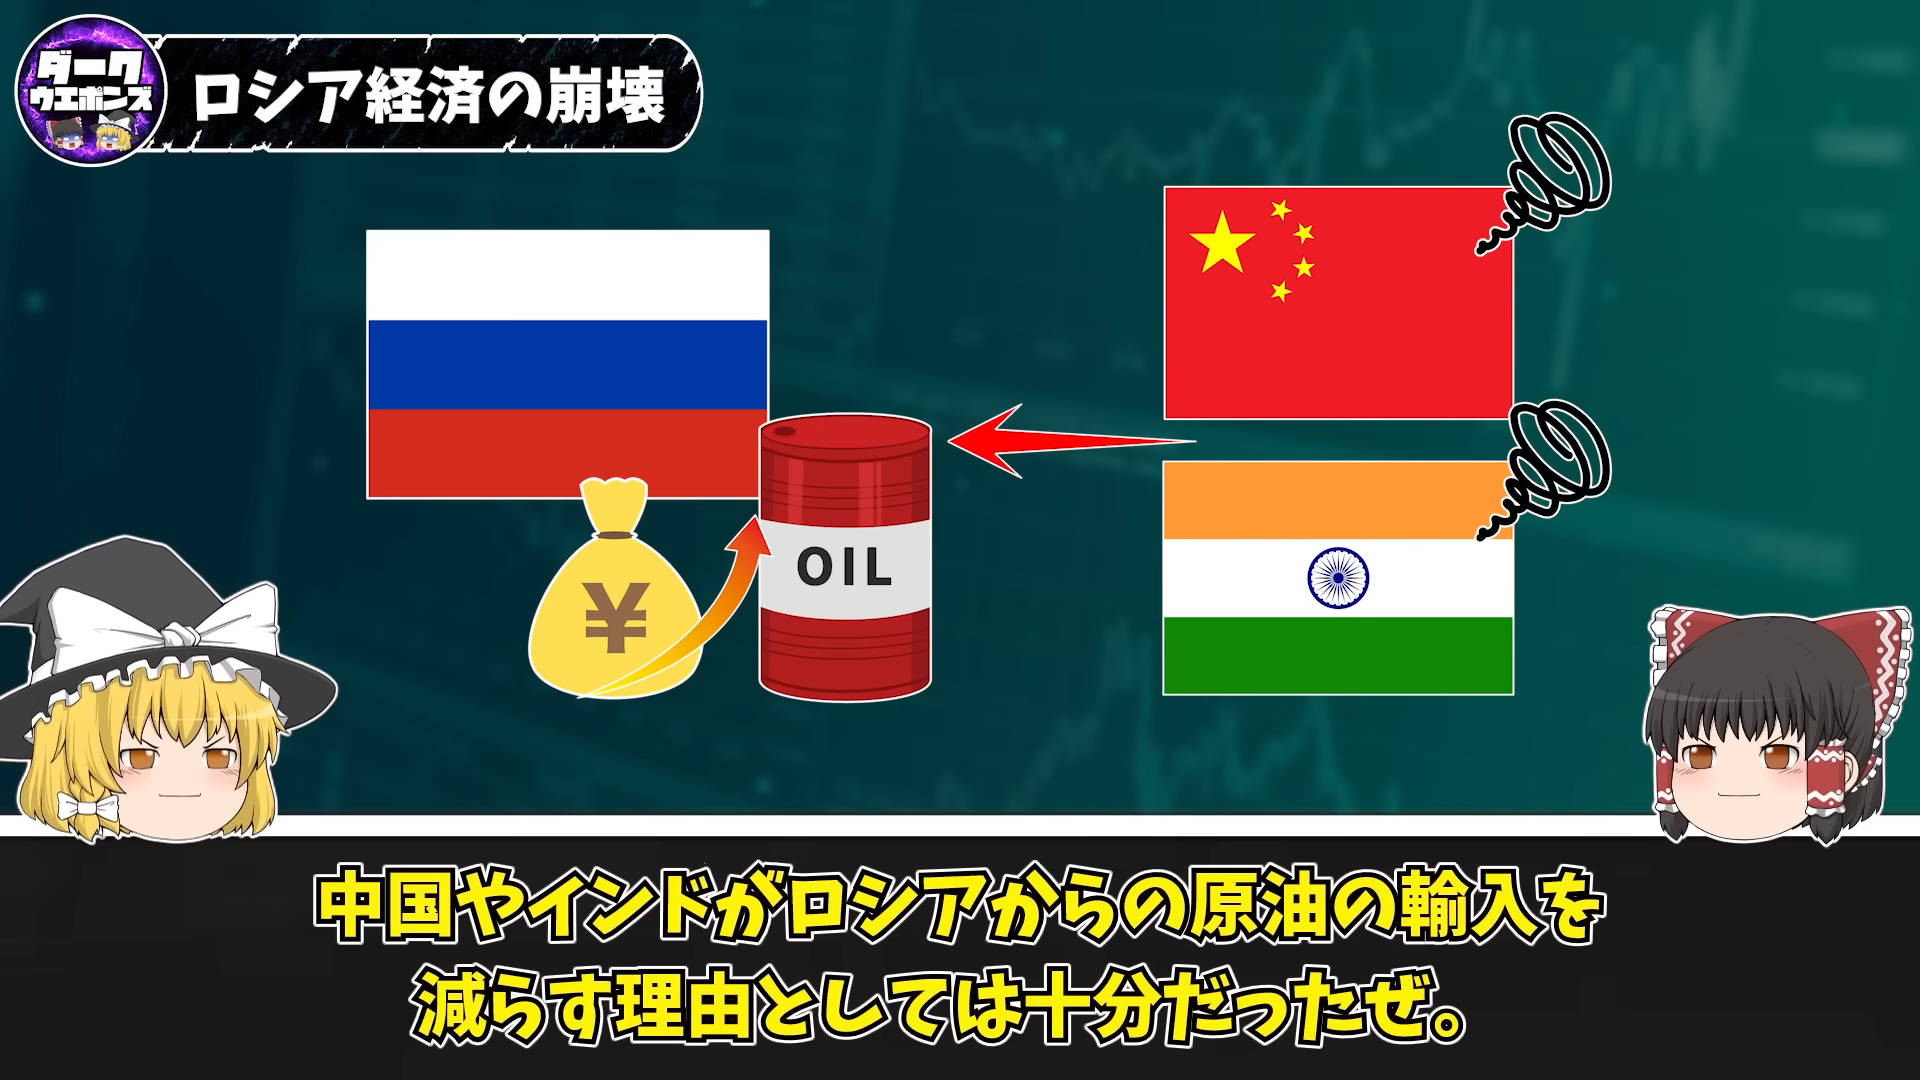 ダーク
ウエポンズ
ロシア経済の崩壊
¥
OIL
中国やインドがロシアからの原油の輸入を
減らす理由としては十分だったぜ。